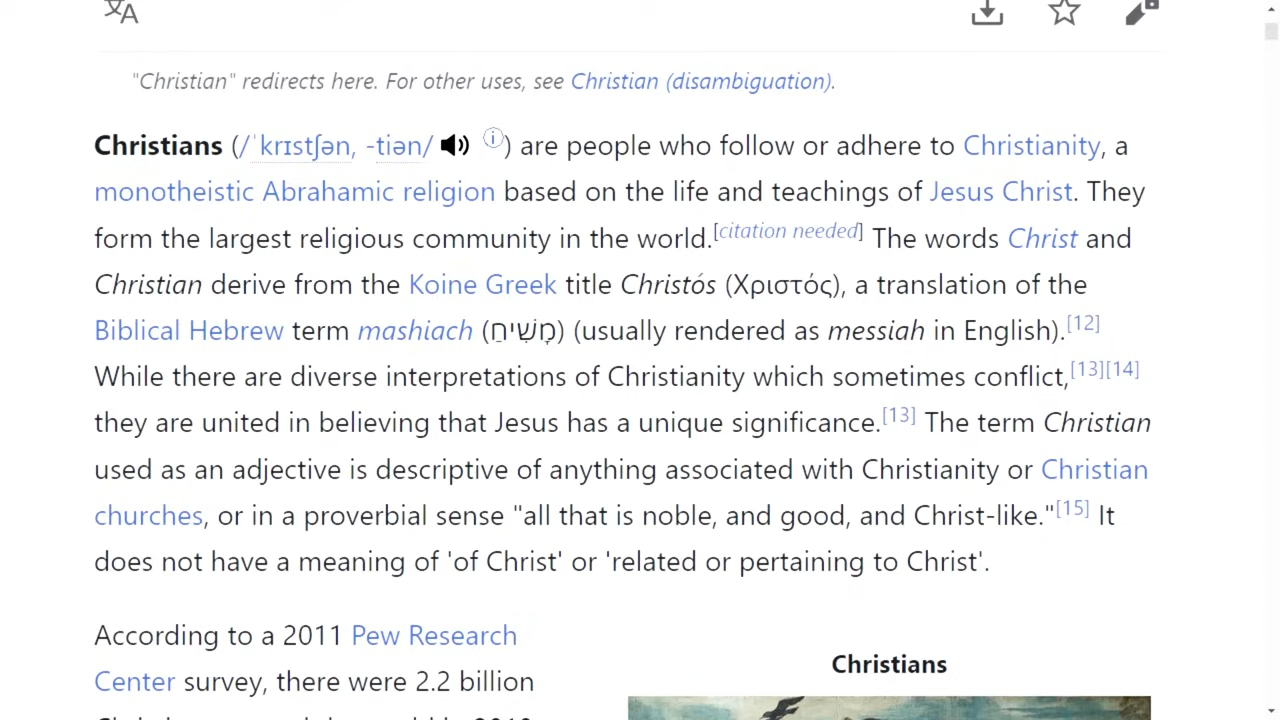 "Christian" redirects here. For other uses, see Christian (disambiguation).
Christians (/ˈkrɪstʃən, -tiən/ ⓘ) are people who follow or adhere to Christianity, a
monotheistic Abrahamic religion based on the life and teachings of Jesus Christ. They
form the largest religious community in the world.[citation needed] The words Christ and
Christian derive from the Koine Greek title Christós (Χριστός), a translation of the
Biblical Hebrew term mashiach (מָשִׁיחַ) (usually rendered as messiah in English).[12]
While there are diverse interpretations of Christianity which sometimes conflict,[13][14]
they are united in believing that Jesus has a unique significance.[13] The term Christian
used as an adjective is descriptive of anything associated with Christianity or Christian
churches, or in a proverbial sense "all that is noble, and good, and Christ-like."[15] It
does not have a meaning of 'of Christ' or 'related or pertaining to Christ'.
According to a 2011 Pew Research
Center survey, there were 2.2 billion
Christians